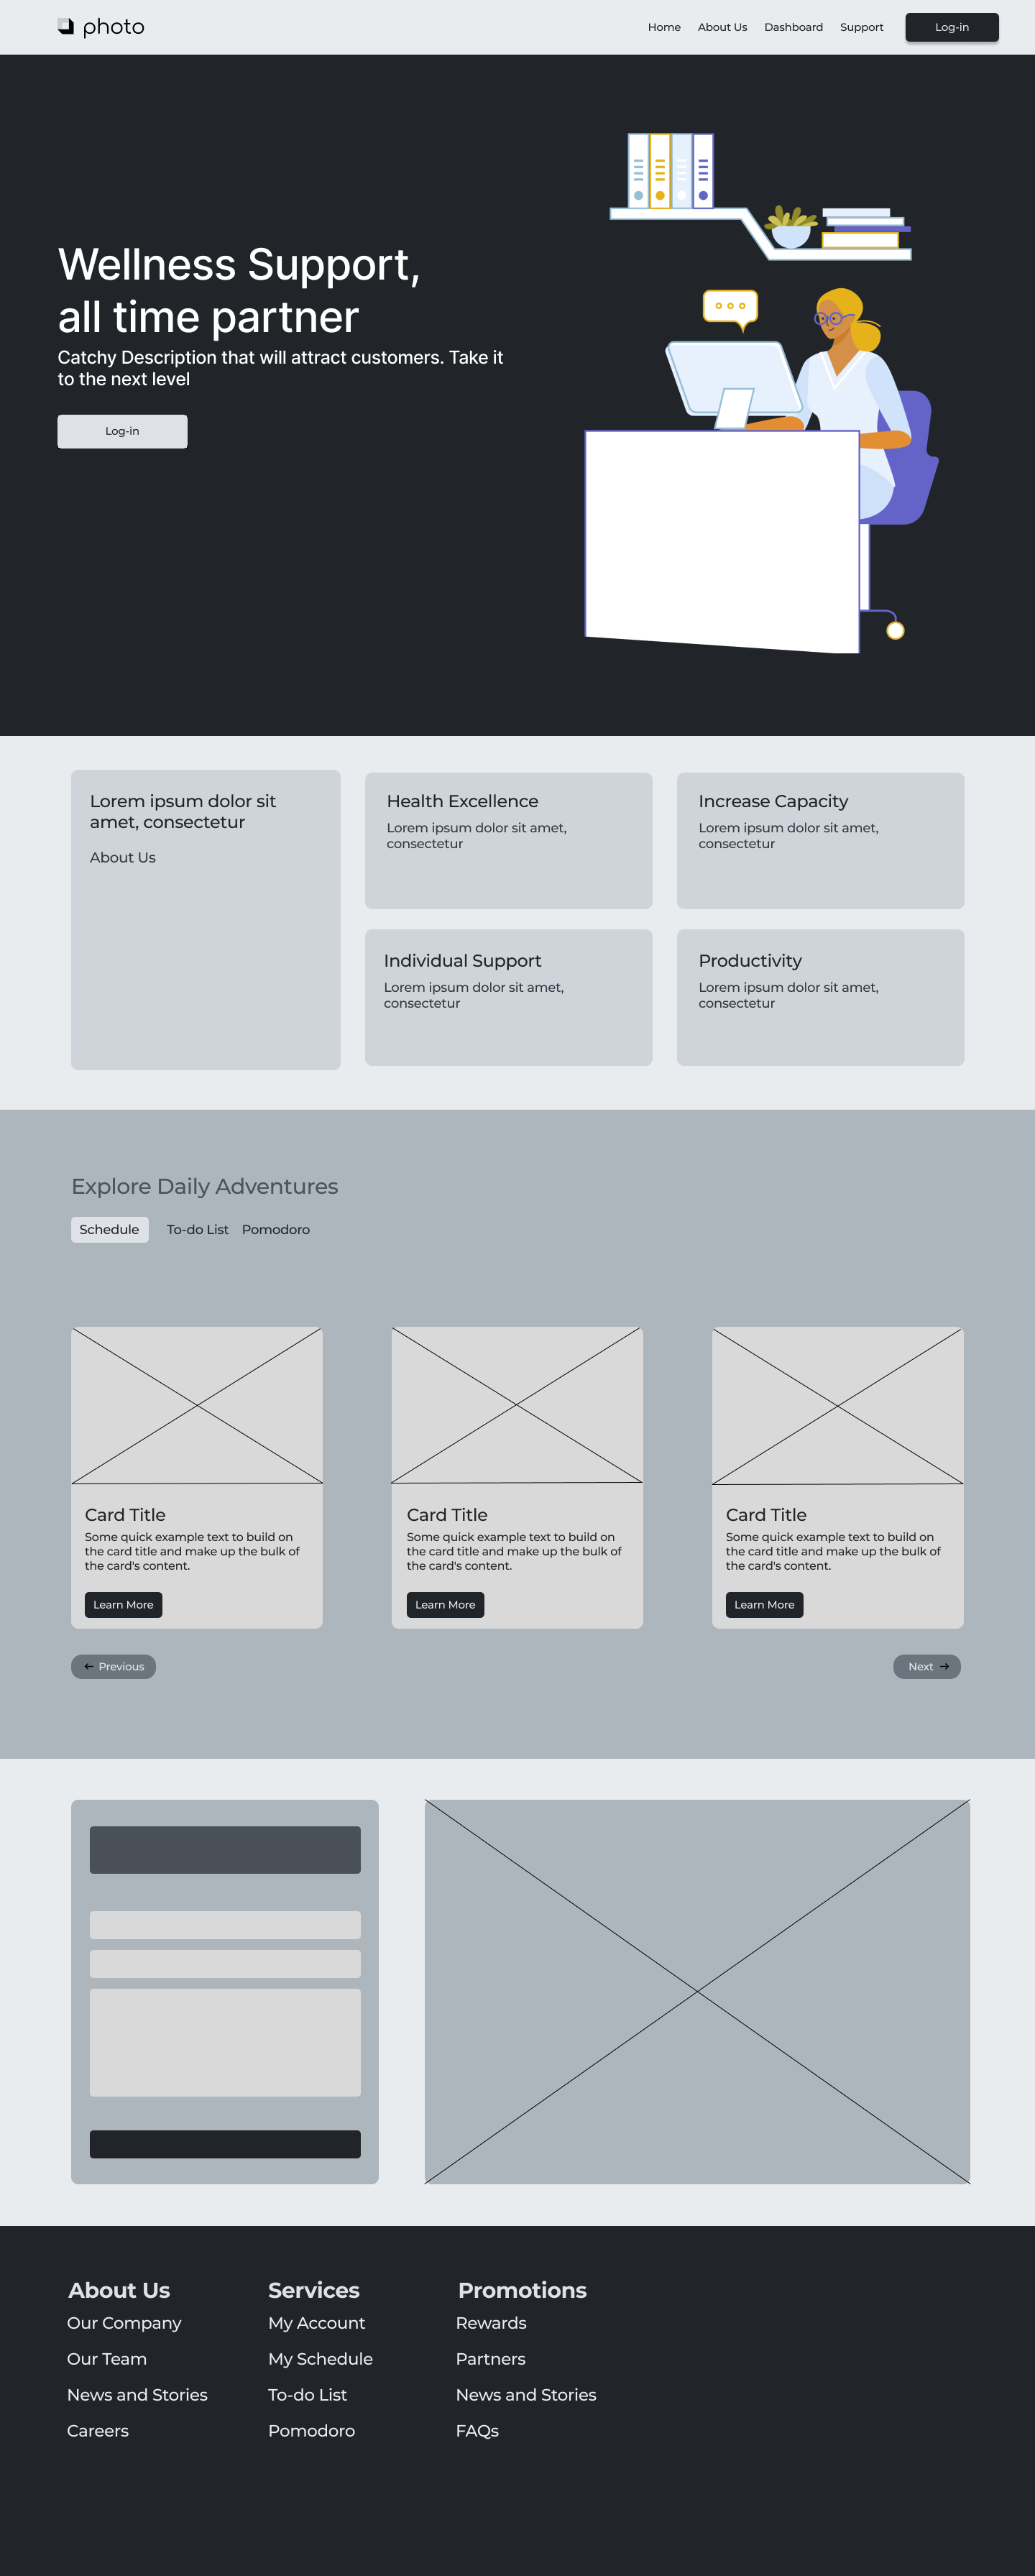 photo
Home
About Us
Dashboard
Support
Log-in
Wellness Support,
all time partner
Catchy Description that will attract customers. Take it
to the next level
Log-in
Lorem ipsum dolor sit
amet, consectetur
About Us
Health Excellence
Lorem ipsum dolor sit amet,
consectetur
Increase Capacity
Lorem ipsum dolor sit amet,
consectetur
Individual Support
Lorem ipsum dolor sit amet,
consectetur
Productivity
Lorem ipsum dolor sit amet,
consectetur
Explore Daily Adventures
Schedule
To-do List
Pomodoro
Card Title
Some quick example text to build on
the card title and make up the bulk of
the card's content.
Learn More
Card Title
Some quick example text to build on
the card title and make up the bulk of
the card's content.
Learn More
Card Title
Some quick example text to build on
the card title and make up the bulk of
the card's content.
Learn More
← Previous
Next →
About Us
Our Company
Our Team
News and Stories
Careers
Services
My Account
My Schedule
To-do List
Pomodoro
Promotions
Rewards
Partners
News and Stories
FAQs